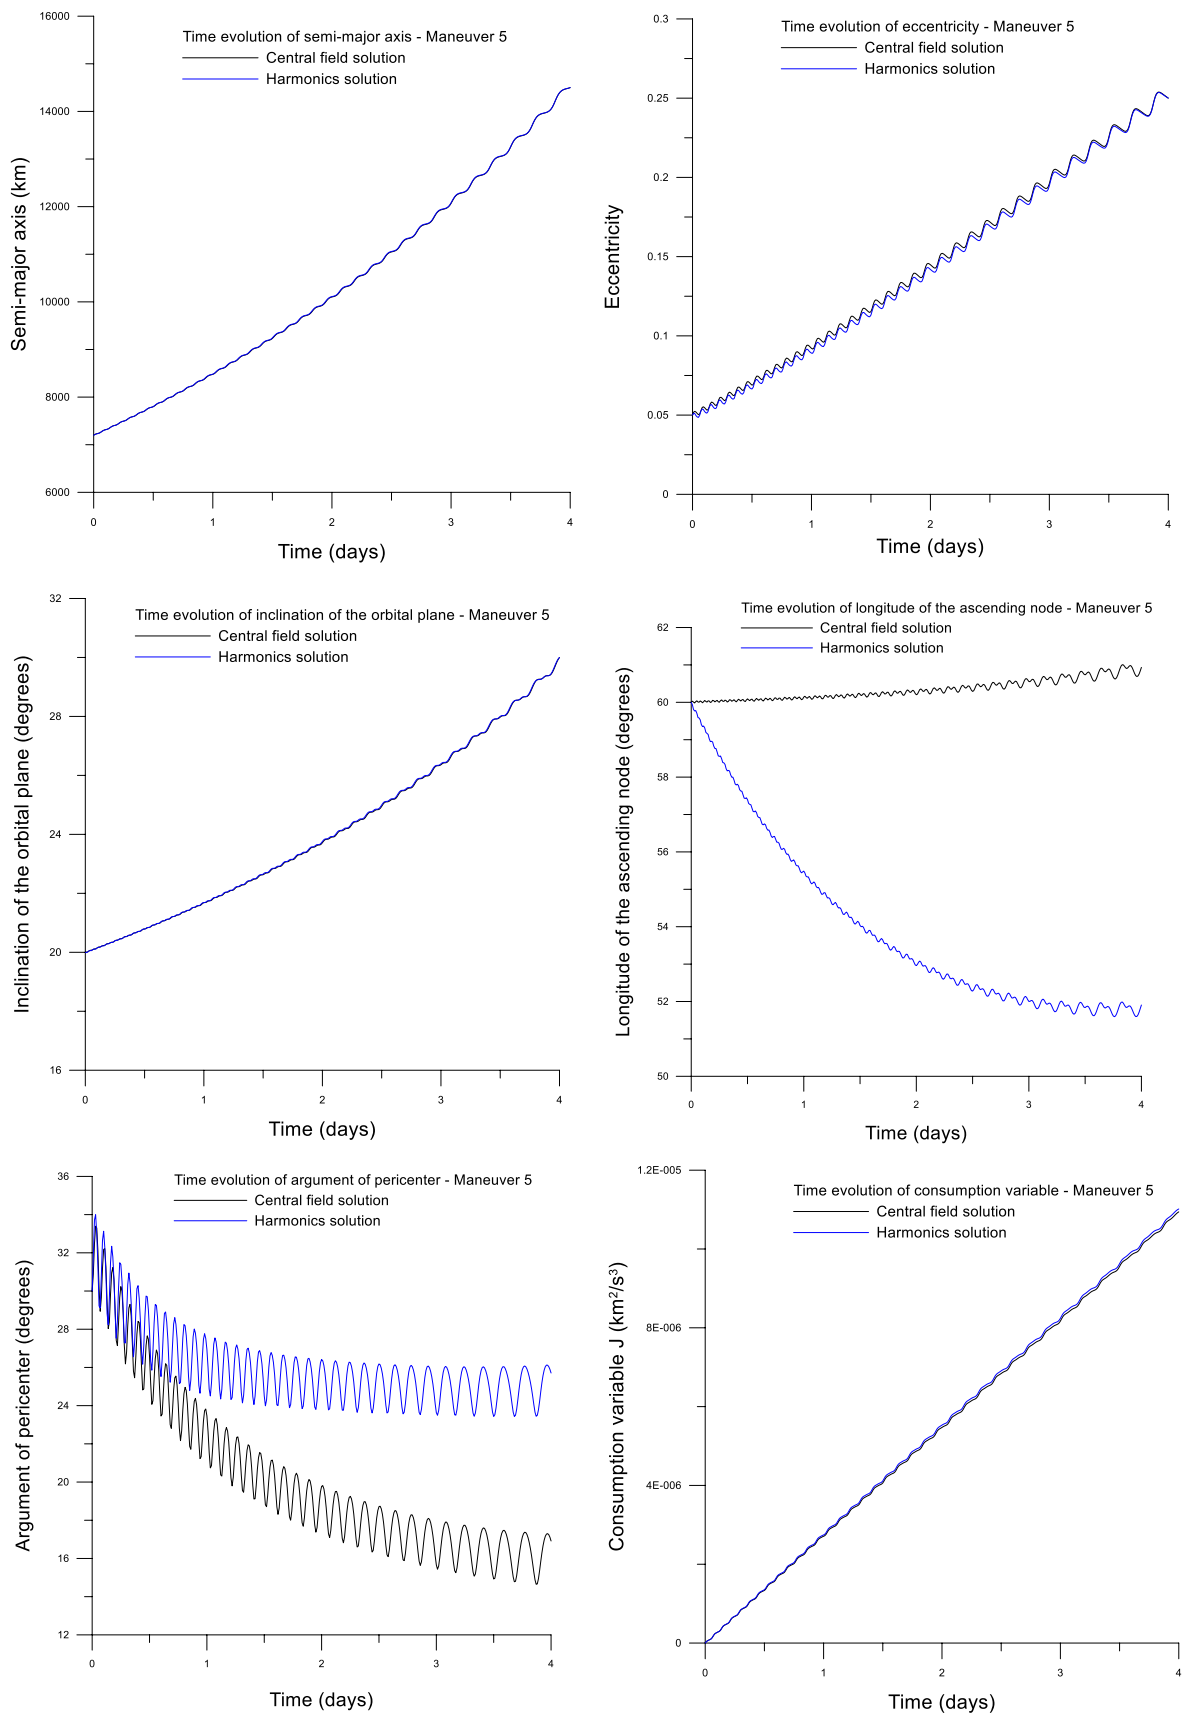 Time evolution of semi-major axis - Maneuver 5
Central field solution
Harmonics solution
Semi-major axis (km)
16000
14000
12000
10000
8000
6000
0 1 2 3 4
Time (days)
Time evolution of eccentricity - Maneuver 5
Central field solution
Harmonics solution
Eccentricity
0.3
0.25
0.2
0.15
0.1
0.05
0
0 1 2 3 4
Time (days)
Time evolution of inclination of the orbital plane - Maneuver 5
Central field solution
Harmonics solution
Inclination of the orbital plane (degrees)
32
28
24
20
16
0 1 2 3 4
Time (days)
Time evolution of longitude of the ascending node - Maneuver 5
Central field solution
Harmonics solution
Longitude of the ascending node (degrees)
62
60
58
56
54
52
50
0 1 2 3 4
Time (days)
Time evolution of argument of pericenter - Maneuver 5
Central field solution
Harmonics solution
Argument of pericenter (degrees)
36
32
28
24
20
16
12
0 1 2 3 4
Time (days)
Time evolution of consumption variable - Maneuver 5
Central field solution
Harmonics solution
Consumption variable J (km²/s³)
1.2E-005
8E-006
4E-006
0
0 1 2 3 4
Time (days)